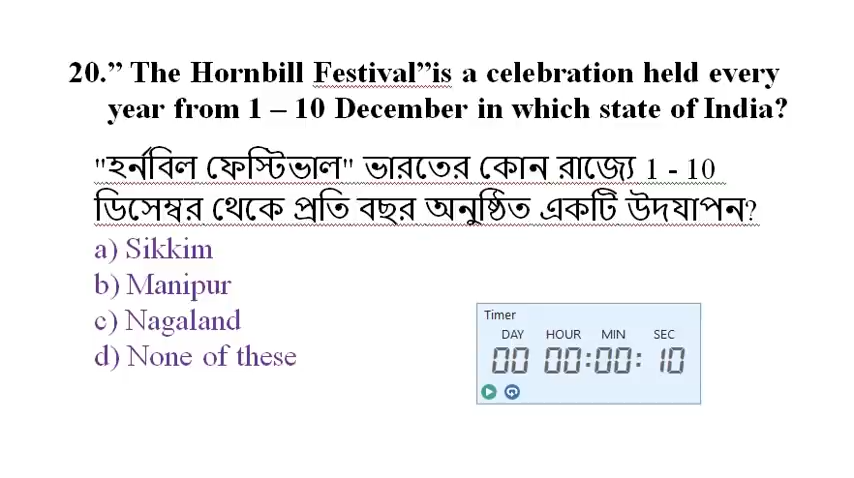 20.” The Hornbill Festival”is a celebration held every
year from 1 – 10 December in which state of India?
"হর্নবিল ফেস্টিভাল" ভারতের কোন রাজ্যে 1 - 10
ডিসেম্বর থেকে প্রতি বছর অনুষ্ঠিত একটি উদযাপন?
a) Sikkim
b) Manipur
c) Nagaland
d) None of these
Timer
DAY HOUR MIN SEC
00 00:00: 10